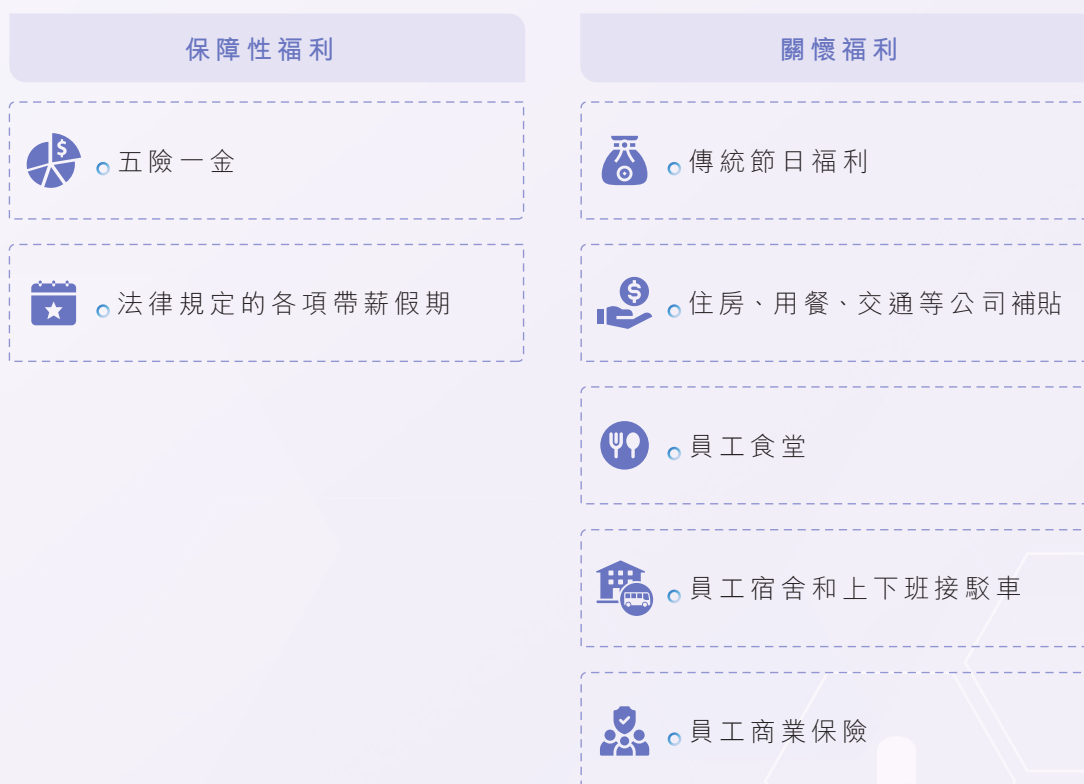 保障性福利
五險一金
法律規定的各項帶薪假期
關懷福利
傳統節日福利
住房、用餐、交通等公司補貼
員工食堂
員工宿舍和上下班接駁車
員工商業保險